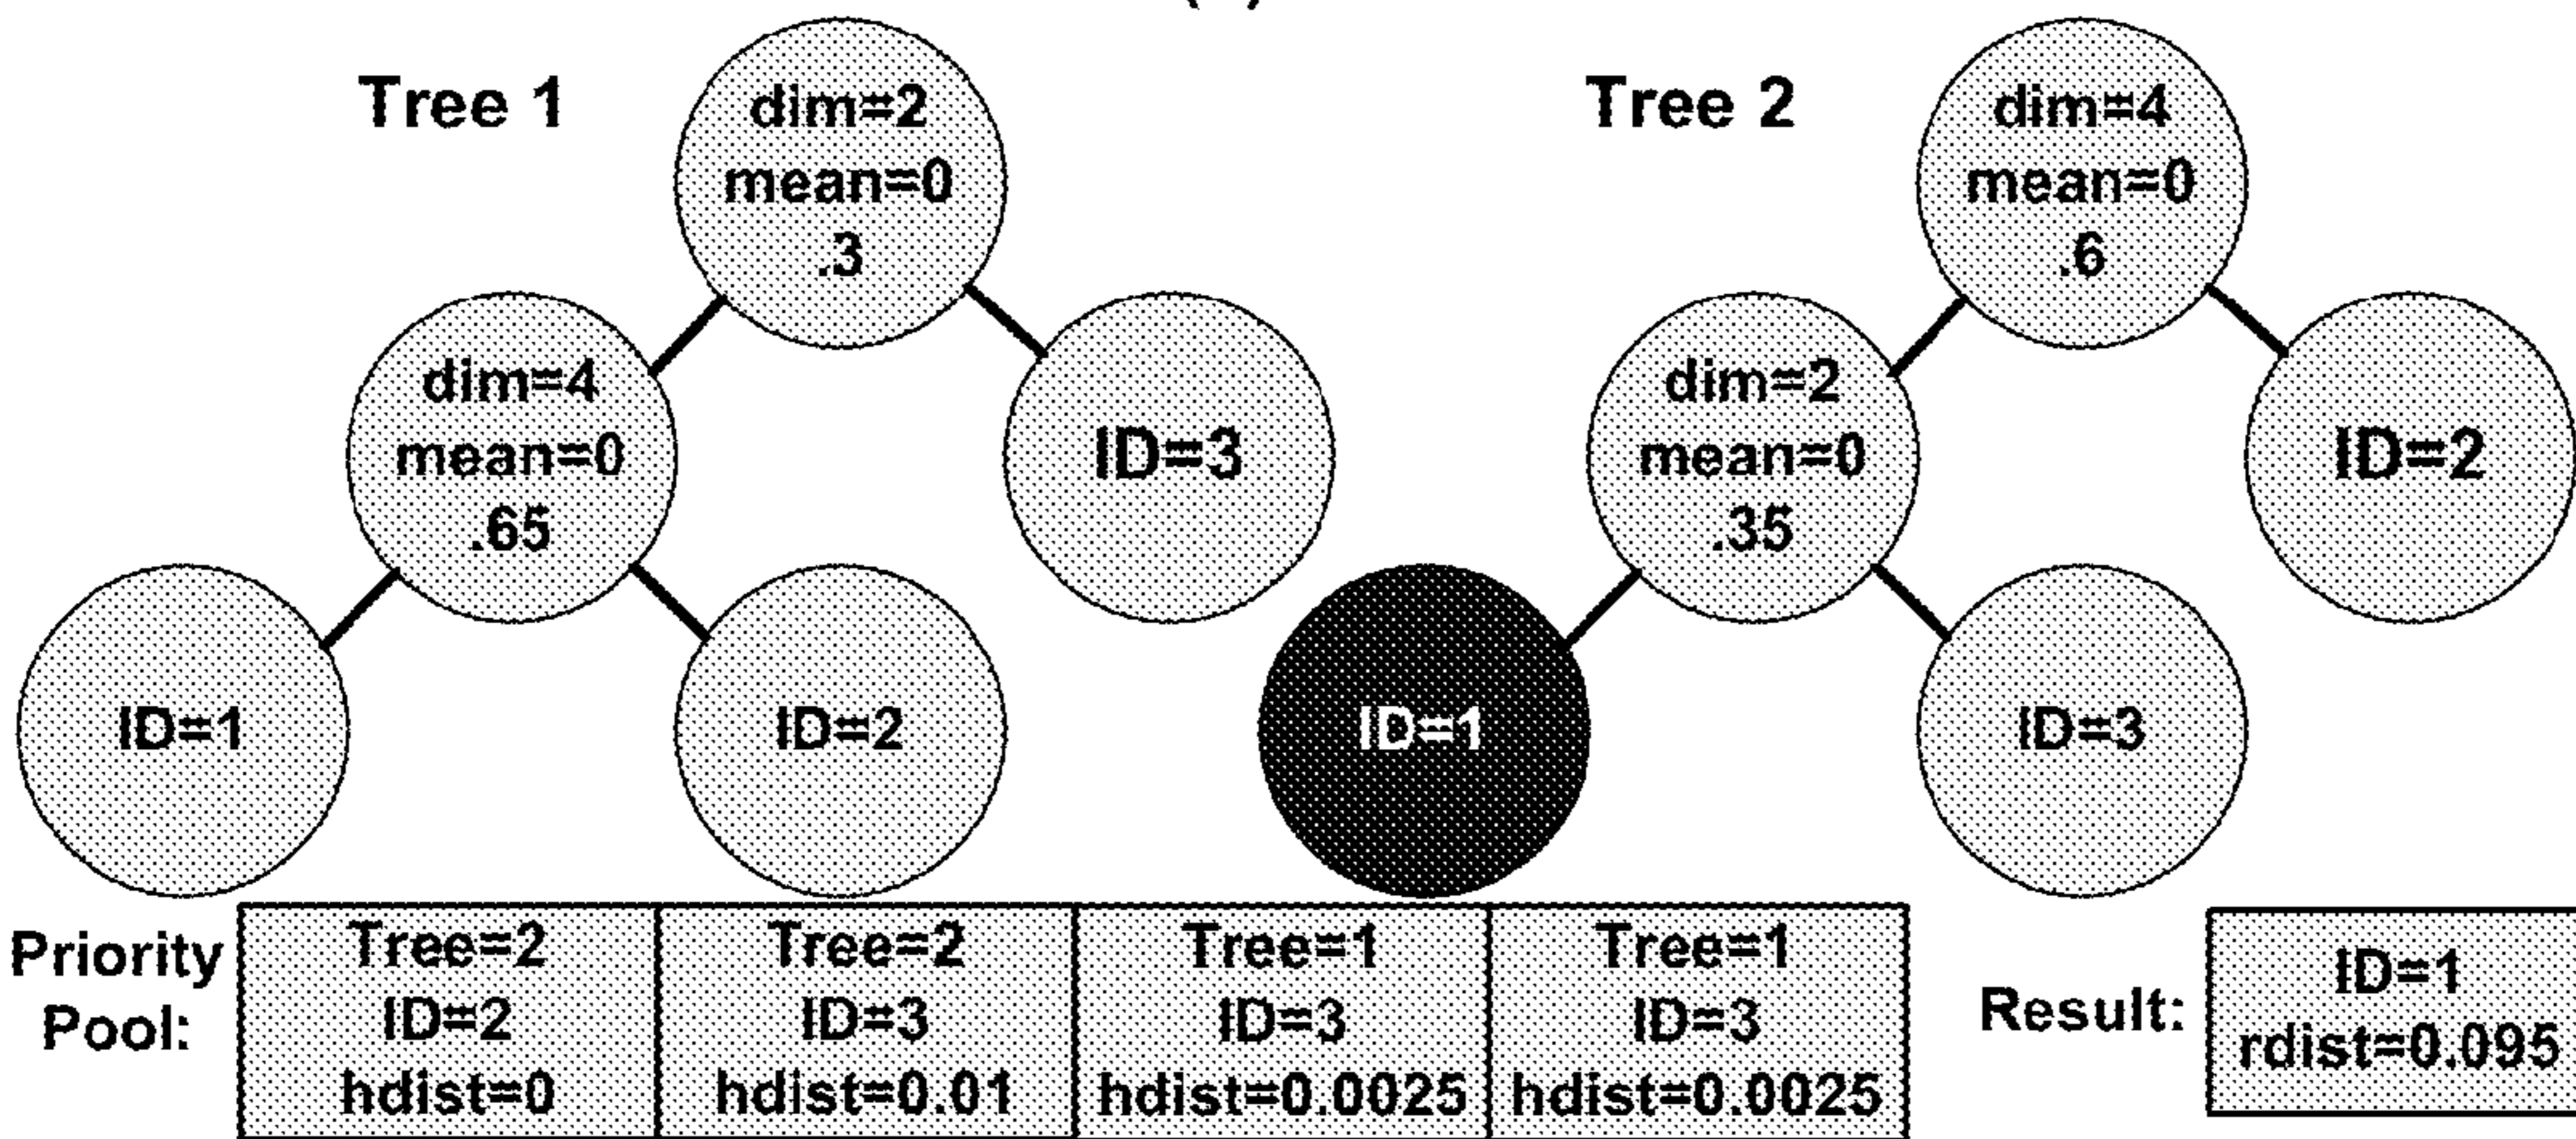 Tree 1
dim=2
mean=0
.3
dim=4
mean=0
.65
ID=3
ID=1
ID=2
Tree 2
dim=4
mean=0
.6
dim=2
mean=0
.35
ID=2
ID=1
ID=3
Priority
Pool:
Tree=2
ID=2
hdist=0
Tree=2
ID=3
hdist=0.01
Tree=1
ID=3
hdist=0.0025
Tree=1
ID=3
hdist=0.0025
Result:
ID=1
rdist=0.095